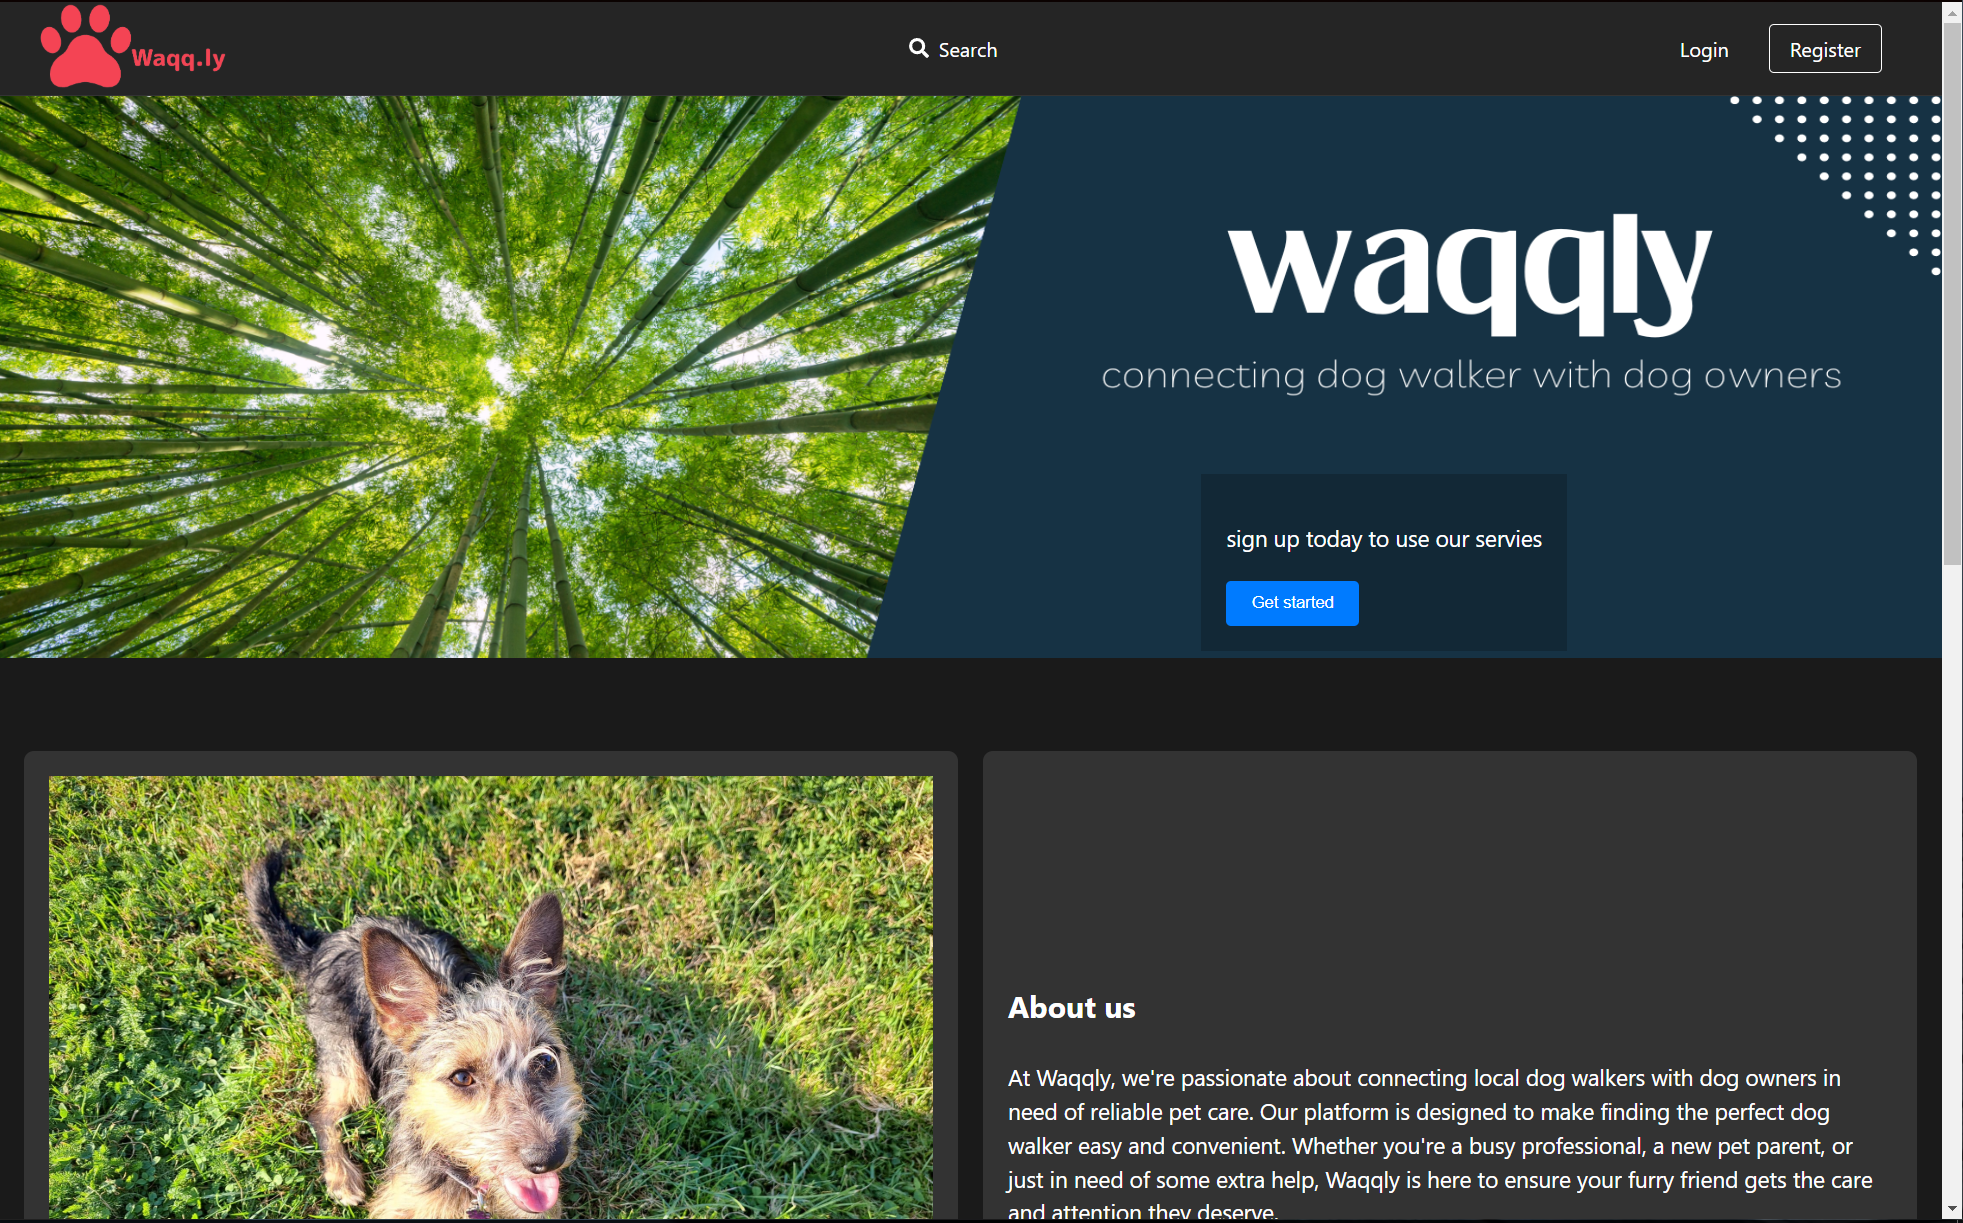 Waqq.ly
Search
Login
Register
waqqly
connecting dog walker with dog owners
sign up today to use our servies
Get started
About us
At Waqqly, we're passionate about connecting local dog walkers with dog owners in
need of reliable pet care. Our platform is designed to make finding the perfect dog
walker easy and convenient. Whether you're a busy professional, a new pet parent, or
just in need of some extra help, Waqqly is here to ensure your furry friend gets the care
and attention they deserve.